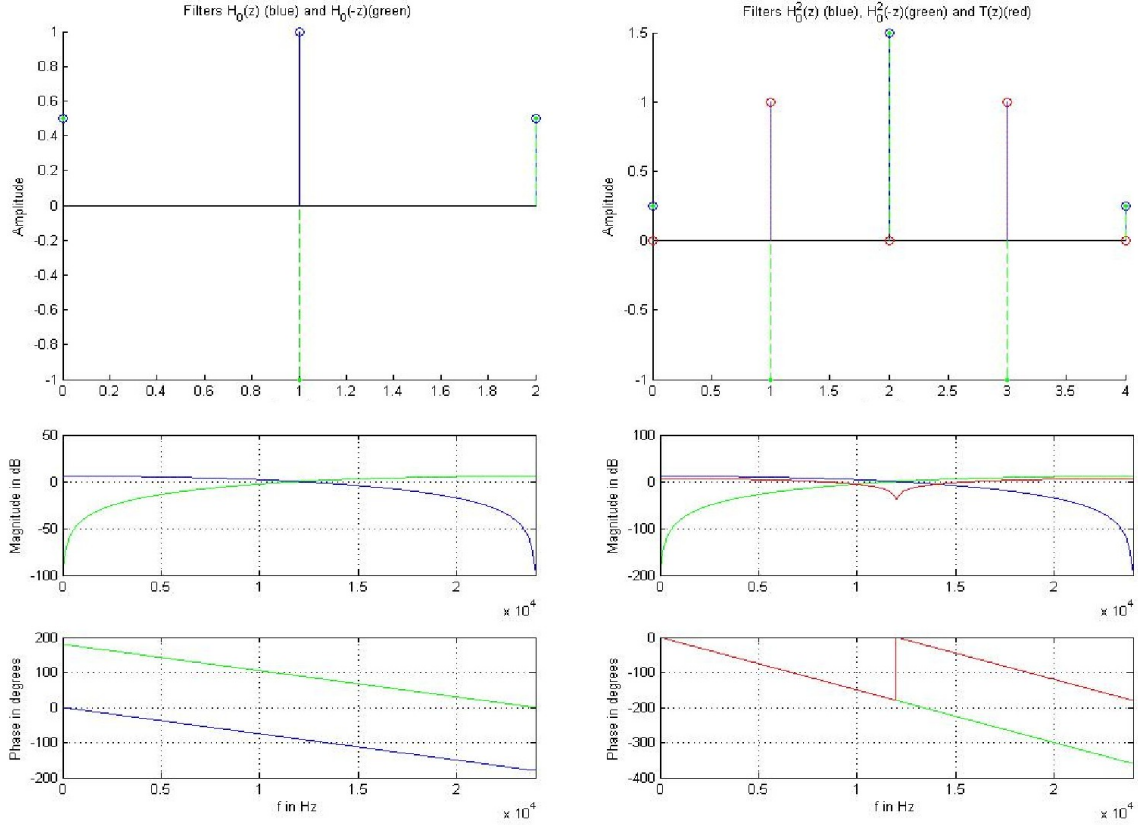 Filters H₀(z) (blue) and H₀(-z)(green)
Amplitude
1
0.8
0.6
0.4
0.2
0
-0.2
-0.4
-0.6
-0.8
-1
0 0.2 0.4 0.6 0.8 1 1.2 1.4 1.6 1.8 2
Magnitude in dB
50
0
-50
-100
0 0.5 1 1.5 2
x 10⁴
Phase in degrees
200
100
0
-100
-200
0 0.5 1 1.5 2
x 10⁴
f in Hz
Filters H₀²(z) (blue), H₀²(-z)(green) and T(z)(red)
Amplitude
1.5
1
0.5
0
-0.5
-1
0 0.5 1 1.5 2 2.5 3 3.5 4
Magnitude in dB
100
0
-100
-200
0 0.5 1 1.5 2
x 10⁴
Phase in degrees
0
-100
-200
-300
-400
0 0.5 1 1.5 2
x 10⁴
f in Hz